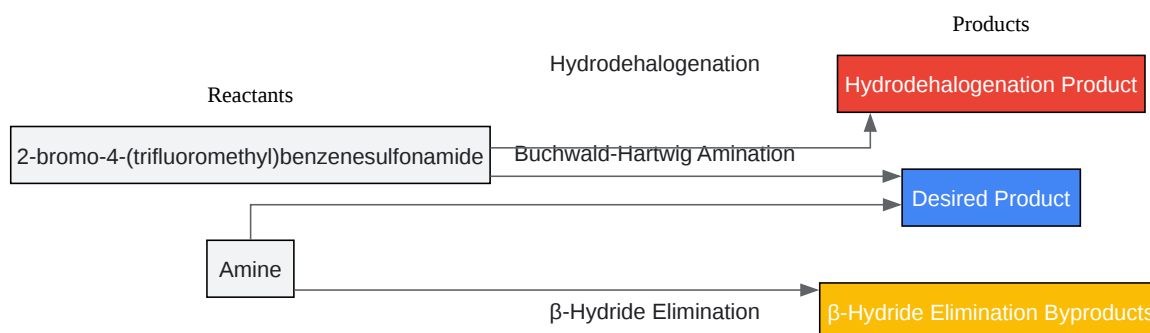 Products
Hydrodehalogenation
Hydrodehalogenation Product
Reactants
2-bromo-4-(trifluoromethyl)benzenesulfonamide
Buchwald-Hartwig Amination
Desired Product
Amine
β-Hydride Elimination
β-Hydride Elimination Byproducts